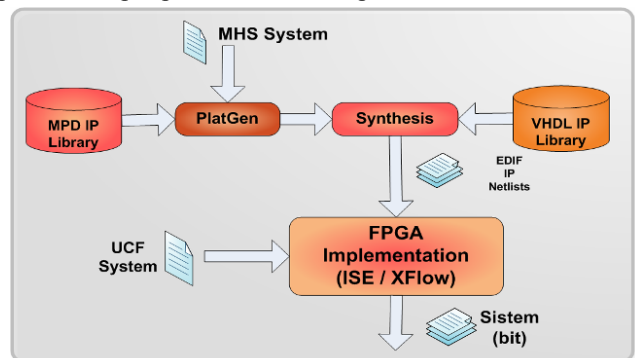 MHS System
MPD IP
Library
PlatGen
Synthesis
VHDL IP
Library
EDIF
IP
Netlists
UCF
System
FPGA
Implementation
(ISE / XFlow)
Sistem
(bit)